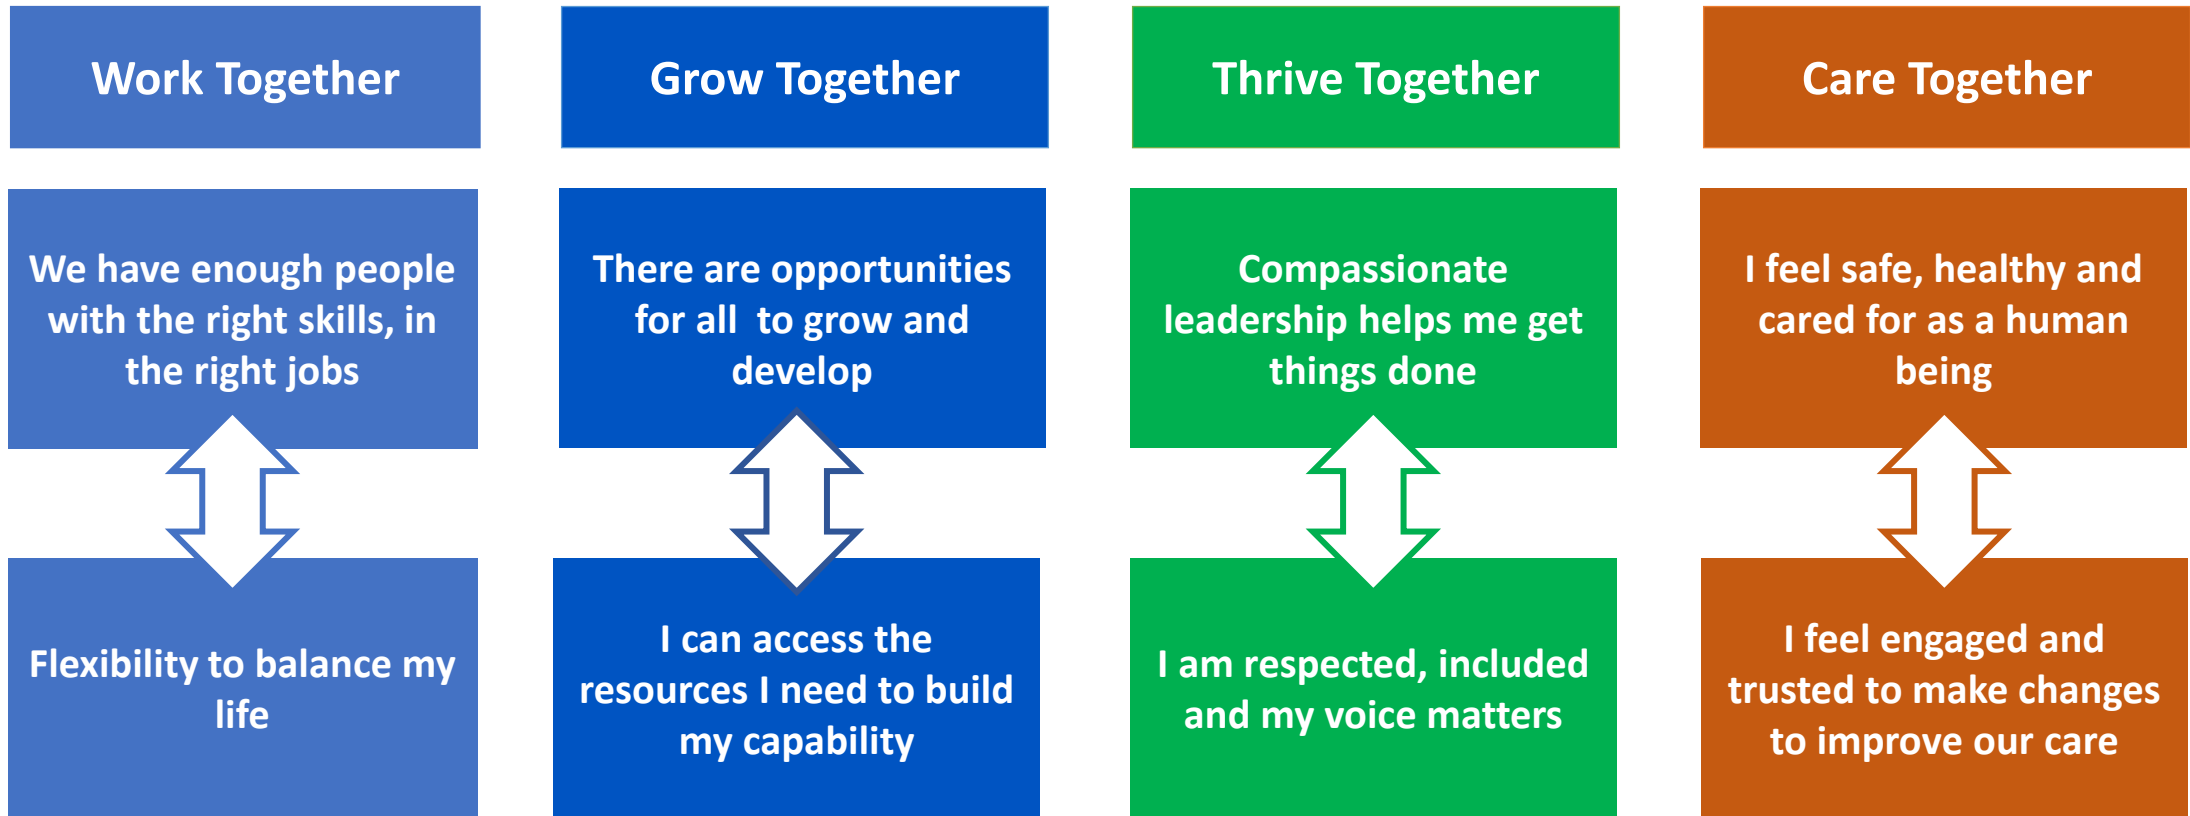 Work Together
Grow Together
Thrive Together
Care Together
We have enough people
with the right skills, in
the right jobs
There are opportunities
for all  to grow and
develop
Compassionate
leadership helps me get
things done
I feel safe, healthy and
cared for as a human
being
Flexibility to balance my
life
I can access the
resources I need to build
my capability
I am respected, included
and my voice matters
I feel engaged and
trusted to make changes
to improve our care